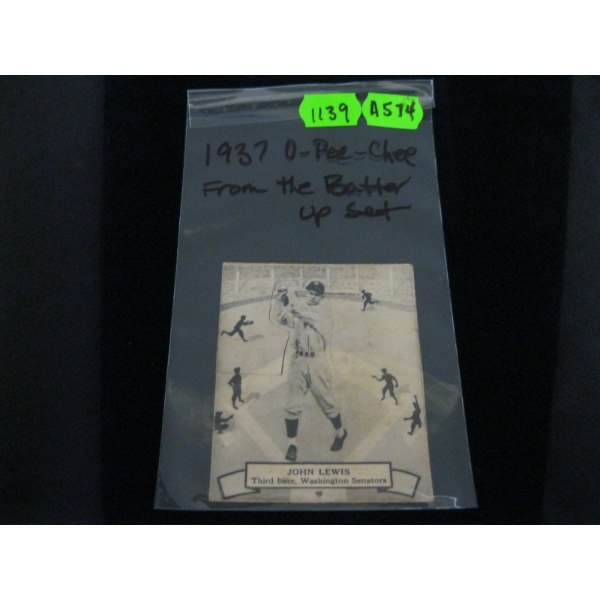 1139 A574
1937 O-Pee-Chee
From the Batter
up set
JOHN LEWIS
Third base, Washington Senators